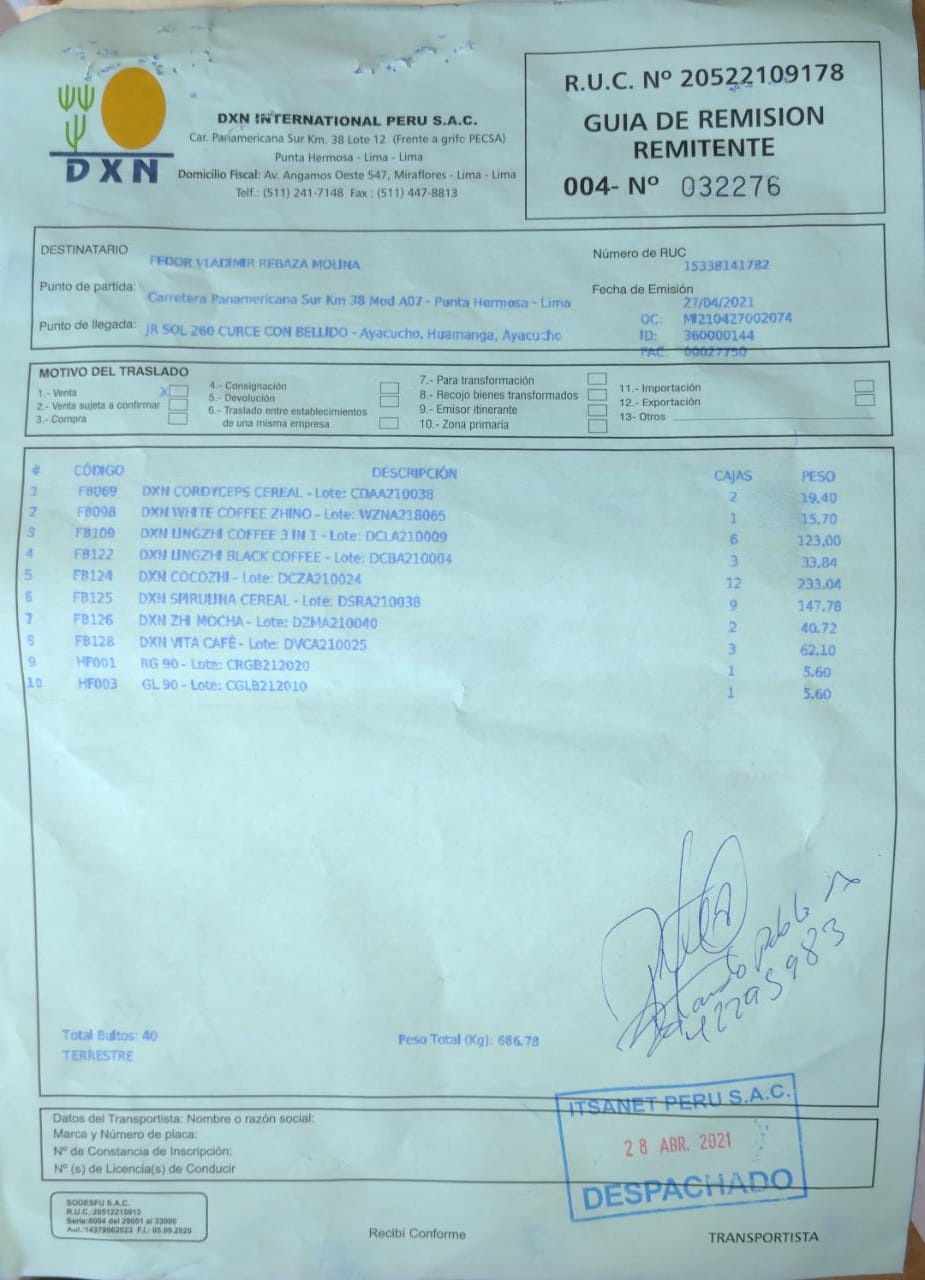 DXN
DXN INTERNATIONAL PERU S.A.C.
Car. Panamericana Sur Km. 38 Lote 12 (Frente a grifo PECSA)
Punta Hermosa - Lima - Lima
Domicilio Fiscal: Av. Angamos Oeste 547, Miraflores - Lima - Lima
Telf.: (511) 241-7148 Fax : (511) 447-8813
R.U.C. Nº 20522109178
GUIA DE REMISION
REMITENTE
004- Nº 032276
DESTINATARIO FEDOR VLADIMIR REBAZA MOLINA
Número de RUC 15338141782
Punto de partida: Carretera Panamericana Sur Km 38 Mod A07 - Punta Hermosa - Lima
Fecha de Emisión 27/04/2021
Punto de llegada: JR SOL 260 CURCE CON BELLIDO - Ayacucho, Huamanga, Ayacucho
OC: MI210427002074
ID: 360000144
FAC: 00027750
MOTIVO DEL TRASLADO
1.- Venta X
2.- Venta sujeta a confirmar
3.- Compra
4.- Consignación
5.- Devolución
6.- Traslado entre establecimientos
de una misma empresa
7.- Para transformación
8.- Recojo bienes transformados
9.- Emisor itinerante
10.- Zona primaria
11.- Importación
12.- Exportación
13- Otros
# CÓDIGO DESCRIPCIÓN CAJAS PESO
1 FB069 DXN CORDYCEPS CEREAL - Lote: CDAA210038 2 19.40
2 FB098 DXN WHITE COFFEE ZHINO - Lote: WZNA218065 1 15.70
3 FB109 DXN LINGZHI COFFEE 3 IN 1 - Lote: DCLA210009 6 123,00
4 FB122 DXN LINGZHI BLACK COFFEE - Lote: DCBA210004 3 33.84
5 FB124 DXN COCOZHI - Lote: DCZA210024 12 233.04
6 FB125 DXN SPIRULINA CEREAL - Lote: DSRA210038 9 147.78
7 FB126 DXN ZHI MOCHA - Lote: DZMA210040 2 40.72
8 FB128 DXN VITA CAFÉ - Lote: DVCA210025 3 62.10
9 HF001 RG 90 - Lote: CRGB212020 1 5.60
10 HF003 GL 90 - Lote: CGLB212010 1 5.60
Total Bultos: 40
Peso Total (Kg): 686.78
TERRESTRE
ITSANET PERU S.A.C.
28 ABR. 2021
DESPACHADO
Datos del Transportista: Nombre o razón social:
Marca y Número de placa:
Nº de Constancia de Inscripción:
Nº (s) de Licencia(s) de Conducir
SODESFU S.A.C.
R.U.C.:20512215913
Serie:0004 del 29001 al 33000
Aut.:14379662023 F.I.: 05.09.2020
Recibí Conforme
TRANSPORTISTA